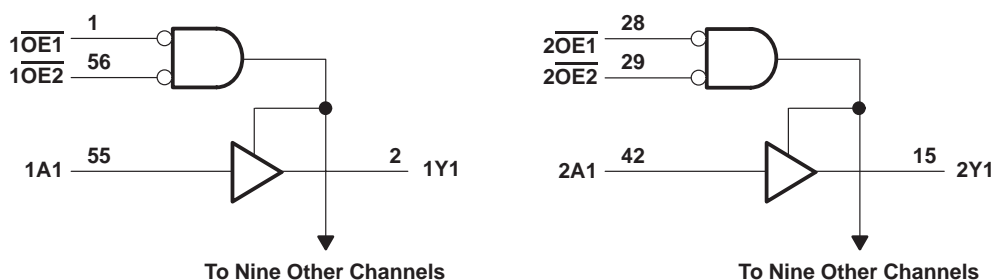 1
1OE1
56
1OE2
1A1
55
2
1Y1
To Nine Other Channels
28
2OE1
29
2OE2
2A1
42
15
2Y1
To Nine Other Channels